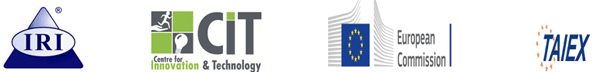 ®
IRI
CiT
Centre for
Innovation & Technology
European
Commission
TAIEX